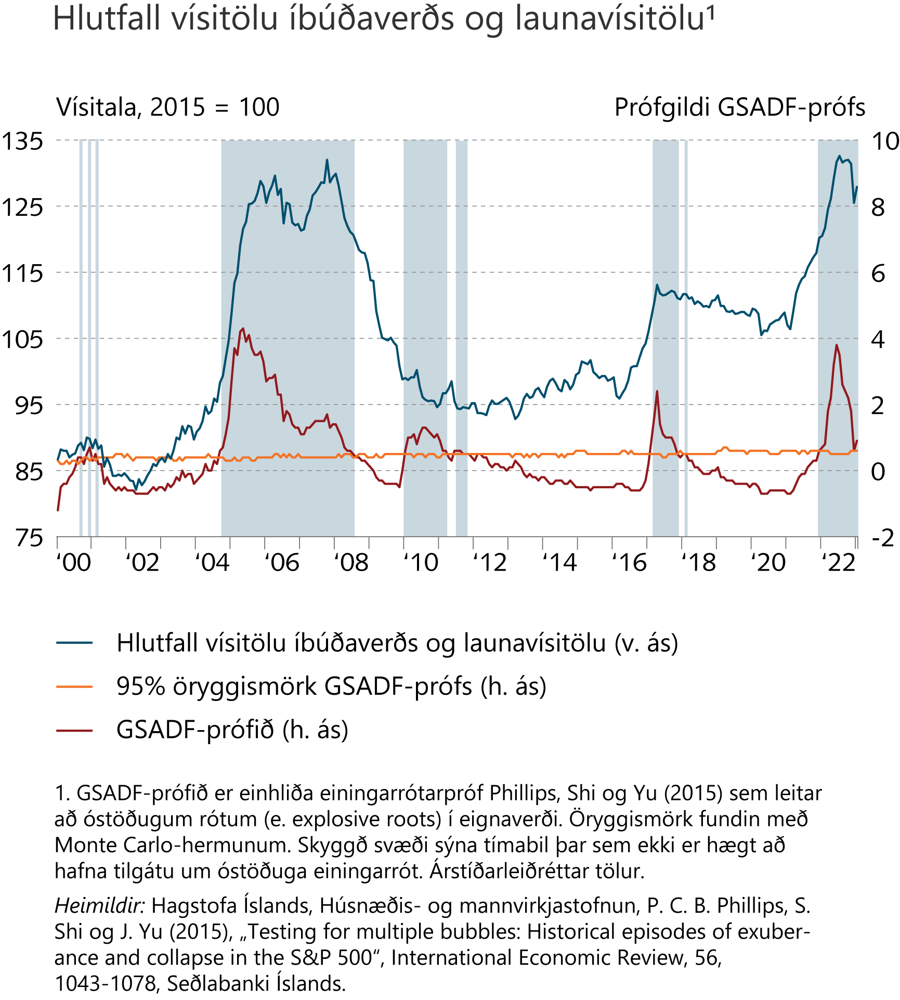 Hlutfall vísitölu íbúðaverðs og launavísitölu¹
Vísitala, 2015 = 100
Prófgildi GSADF-prófs
135
125
115
105
95
85
75
10
8
6
4
2
0
-2
‘00 ‘02 ‘04 ‘06 ‘08 ‘10 ‘12 ‘14 ‘16 ‘18 ‘20 ‘22
Hlutfall vísitölu íbúðaverðs og launavísitölu (v. ás)
95% öryggismörk GSADF-prófs (h. ás)
GSADF-prófið (h. ás)
1. GSADF-prófið er einhliða einingarrótarpróf Phillips, Shi og Yu (2015) sem leitar
að óstöðugum rótum (e. explosive roots) í eignaverði. Öryggismörk fundin með
Monte Carlo-hermunum. Skyggð svæði sýna tímabil þar sem ekki er hægt að
hafna tilgátu um óstöðuga einingarrót. Árstíðarleiðréttar tölur.
Heimildir: Hagstofa Íslands, Húsnæðis- og mannvirkjastofnun, P. C. B. Phillips, S.
Shi og J. Yu (2015), „Testing for multiple bubbles: Historical episodes of exuber-
ance and collapse in the S&P 500“, International Economic Review, 56,
1043-1078, Seðlabanki Íslands.